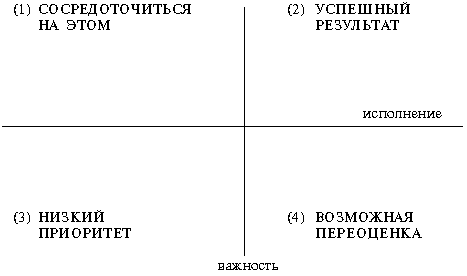 (1) СОСРЕДОТОЧИТЬСЯ
НА ЭТОМ
(2) УСПЕШНЫЙ
РЕЗУЛЬТАТ
исполнение
(3) НИЗКИЙ
ПРИОРИТЕТ
(4) ВОЗМОЖНАЯ
ПЕРЕОЦЕНКА
важность